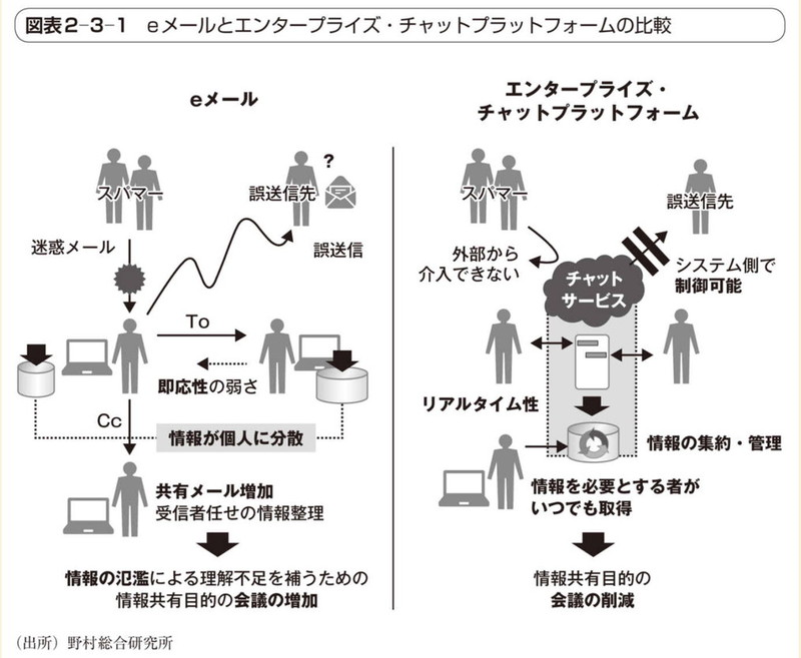 図表2-3-1 eメールとエンタープライズ・チャットプラットフォームの比較
eメール
スパマー
誤送信先
?
迷惑メール
誤送信
To
即応性の弱さ
Cc
情報が個人に分散
共有メール増加
受信者任せの情報整理
情報の氾濫による理解不足を補うための
情報共有目的の会議の増加
エンタープライズ・
チャットプラットフォーム
スパマー
誤送信先
外部から
介入できない
チャット
サービス
システム側で
制御可能
リアルタイム性
情報の集約・管理
情報を必要とする者が
いつでも取得
情報共有目的の
会議の削減
(出所)野村総合研究所